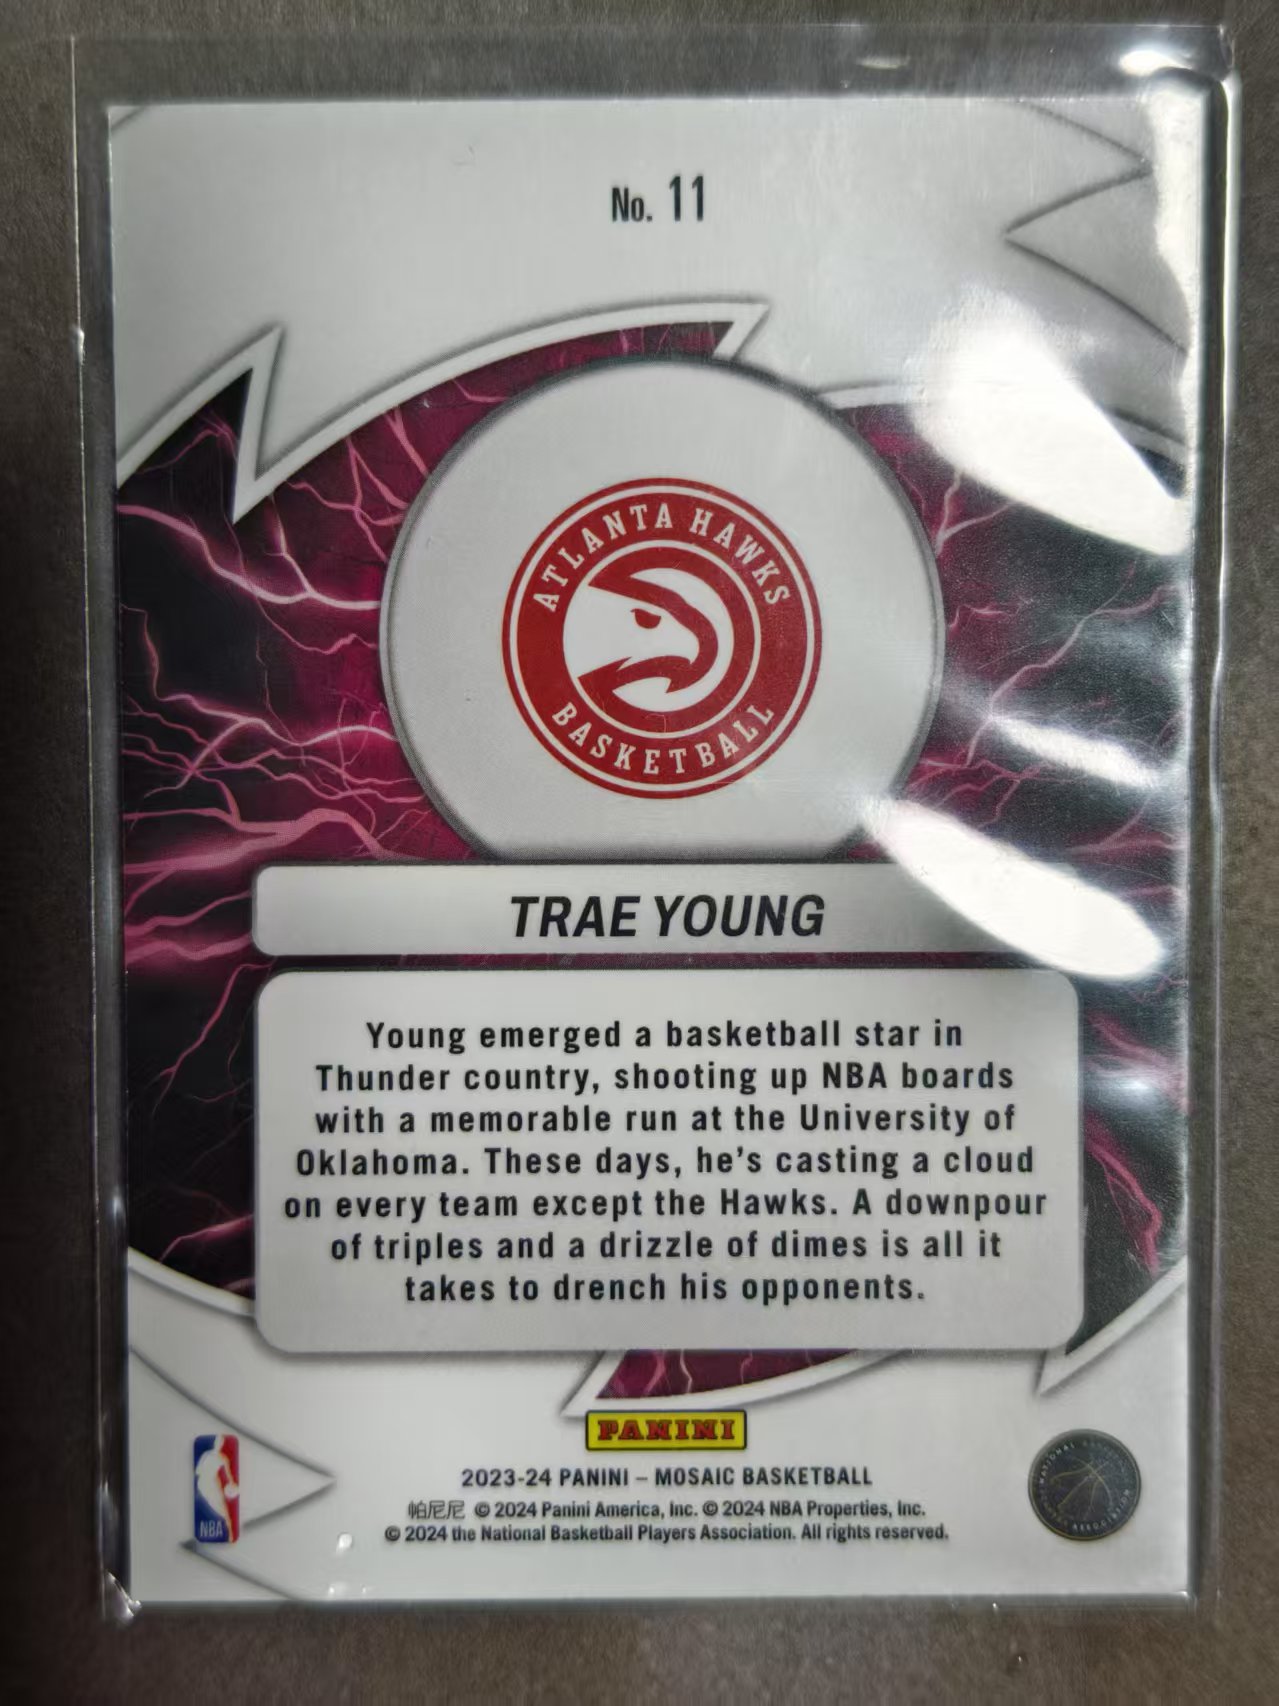 No. 11
ATLANTA HAWKS
BASKETBALL
TRAE YOUNG
Young emerged a basketball star in
Thunder country, shooting up NBA boards
with a memorable run at the University of
Oklahoma. These days, he's casting a cloud
on every team except the Hawks. A downpour
of triples and a drizzle of dimes is all it
takes to drench his opponents.
PANINI
2023-24 PANINI – MOSAIC BASKETBALL
帕尼尼 © 2024 Panini America, Inc. © 2024 NBA Properties, Inc.
© 2024 the National Basketball Players Association. All rights reserved.
NBA
NATIONAL
ASSOCIATION